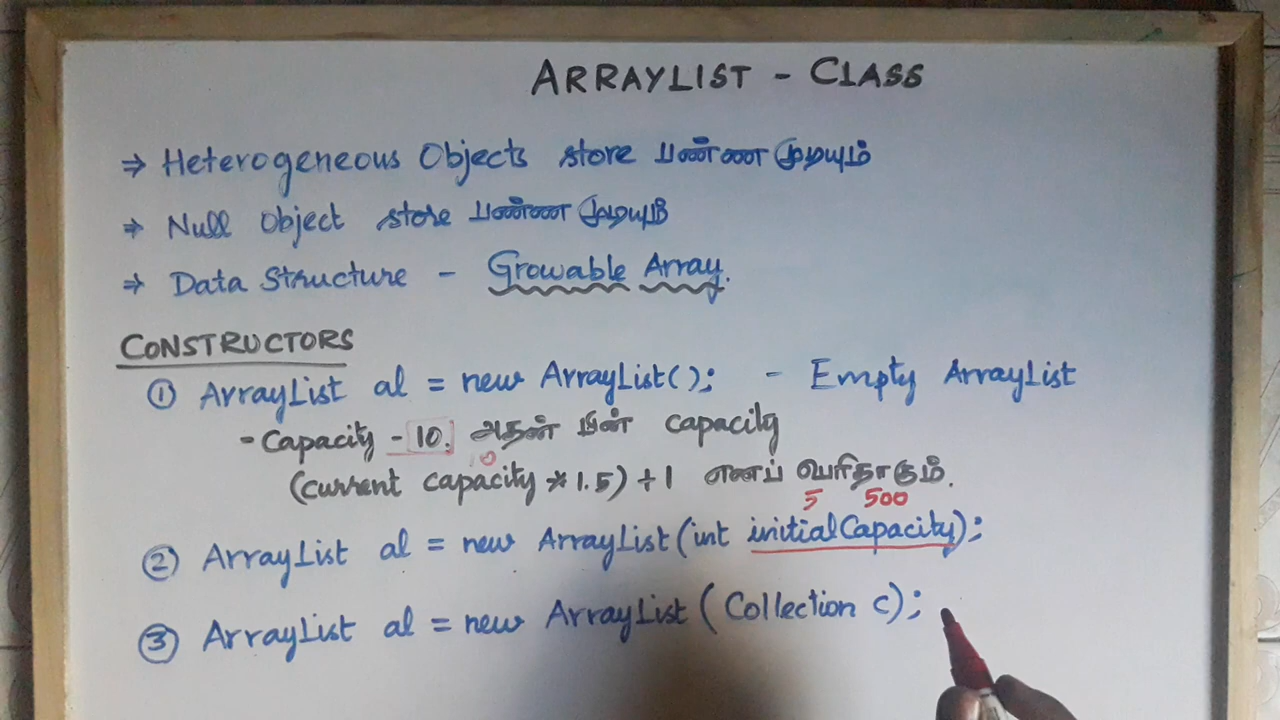 ARRAYLIST - CLASS
⇒ Heterogeneous Objects store பண்ண முடியும்
⇒ Null Object store பண்ண முடியும்
⇒ Data Structure - Growable Array.
CONSTRUCTORS
① ArrayList al = new ArrayList(); - Empty ArrayList
- Capacity - 10. அதன் பின் capacity
10
(current capacity * 1.5) + 1 எனப் பெரிதாகும்.
5 500
② ArrayList al = new ArrayList(int initialCapacity);
③ ArrayList al = new ArrayList(Collection c);